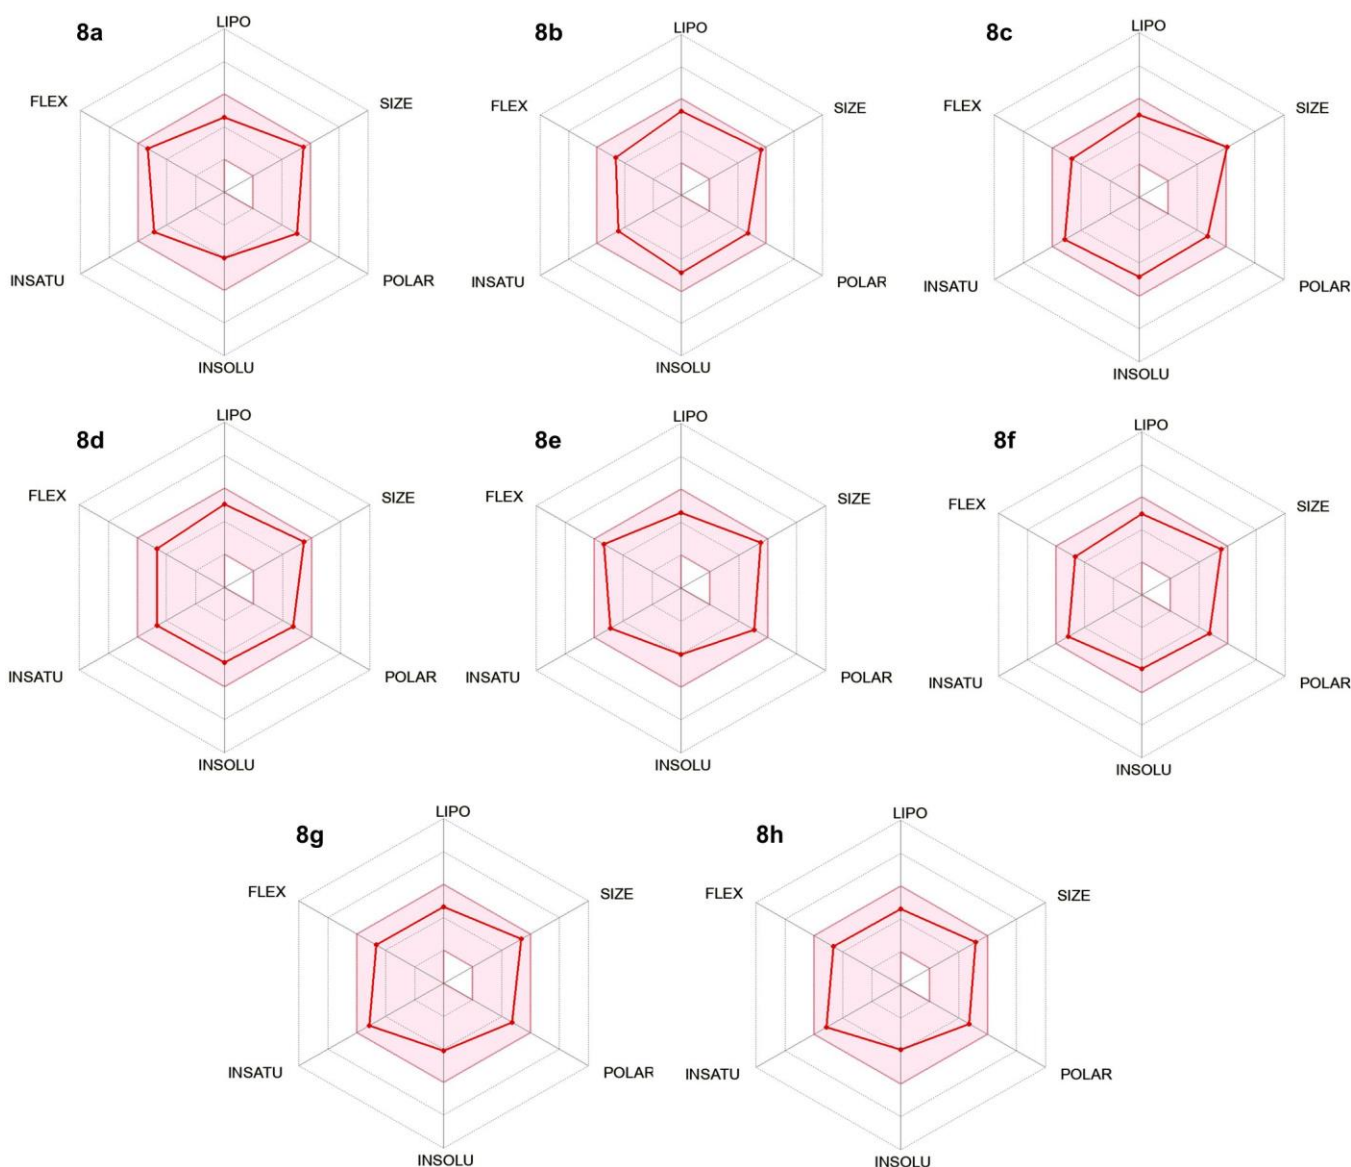 8a
LIPO
FLEX
SIZE
INSATU
POLAR
INSOLU
8b
LIPO
FLEX
SIZE
INSATU
POLAR
INSOLU
8c
LIPO
FLEX
SIZE
INSATU
POLAR
INSOLU
8d
LIPO
FLEX
SIZE
INSATU
POLAR
INSOLU
8e
LIPO
FLEX
SIZE
INSATU
POLAR
INSOLU
8f
LIPO
FLEX
SIZE
INSATU
POLAR
INSOLU
8g
LIPO
FLEX
SIZE
INSATU
POLAR
INSOLU
8h
LIPO
FLEX
SIZE
INSATU
POLAR
INSOLU